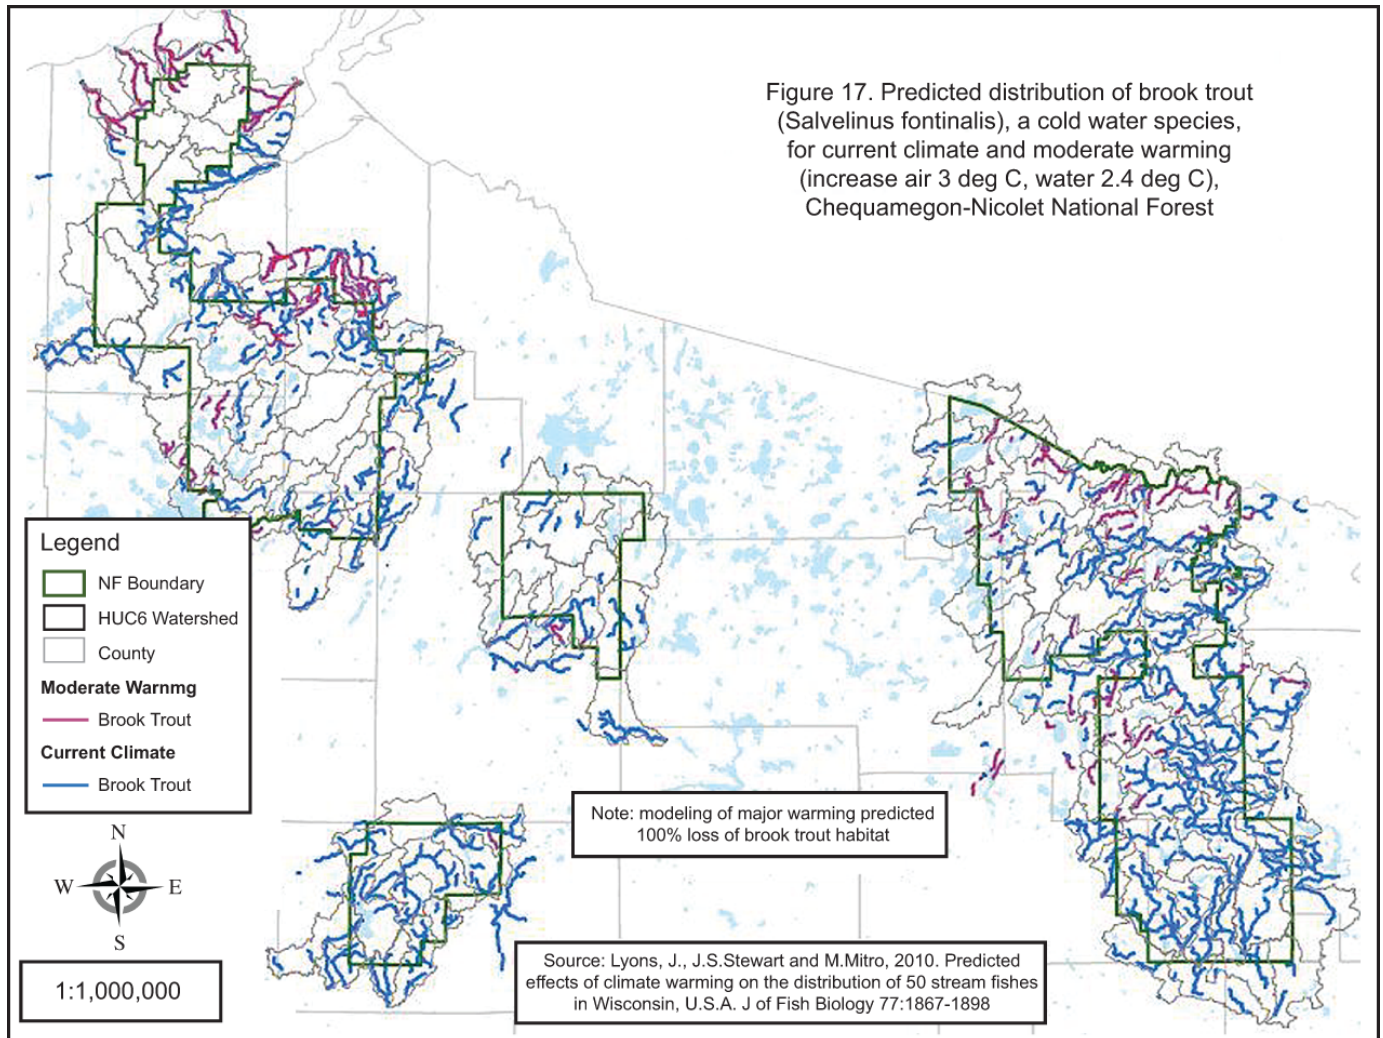 Figure 17. Predicted distribution of brook trout
(Salvelinus fontinalis), a cold water species,
for current climate and moderate warming
(increase air 3 deg C, water 2.4 deg C),
Chequamegon-Nicolet National Forest
Legend
NF Boundary
HUC6 Watershed
County
Moderate Warnmg
Brook Trout
Current Climate
Brook Trout
N
W E
S
1:1,000,000
Note: modeling of major warming predicted
100% loss of brook trout habitat
Source: Lyons, J., J.S.Stewart and M.Mitro, 2010. Predicted
effects of climate warming on the distribution of 50 stream fishes
in Wisconsin, U.S.A. J of Fish Biology 77:1867-1898